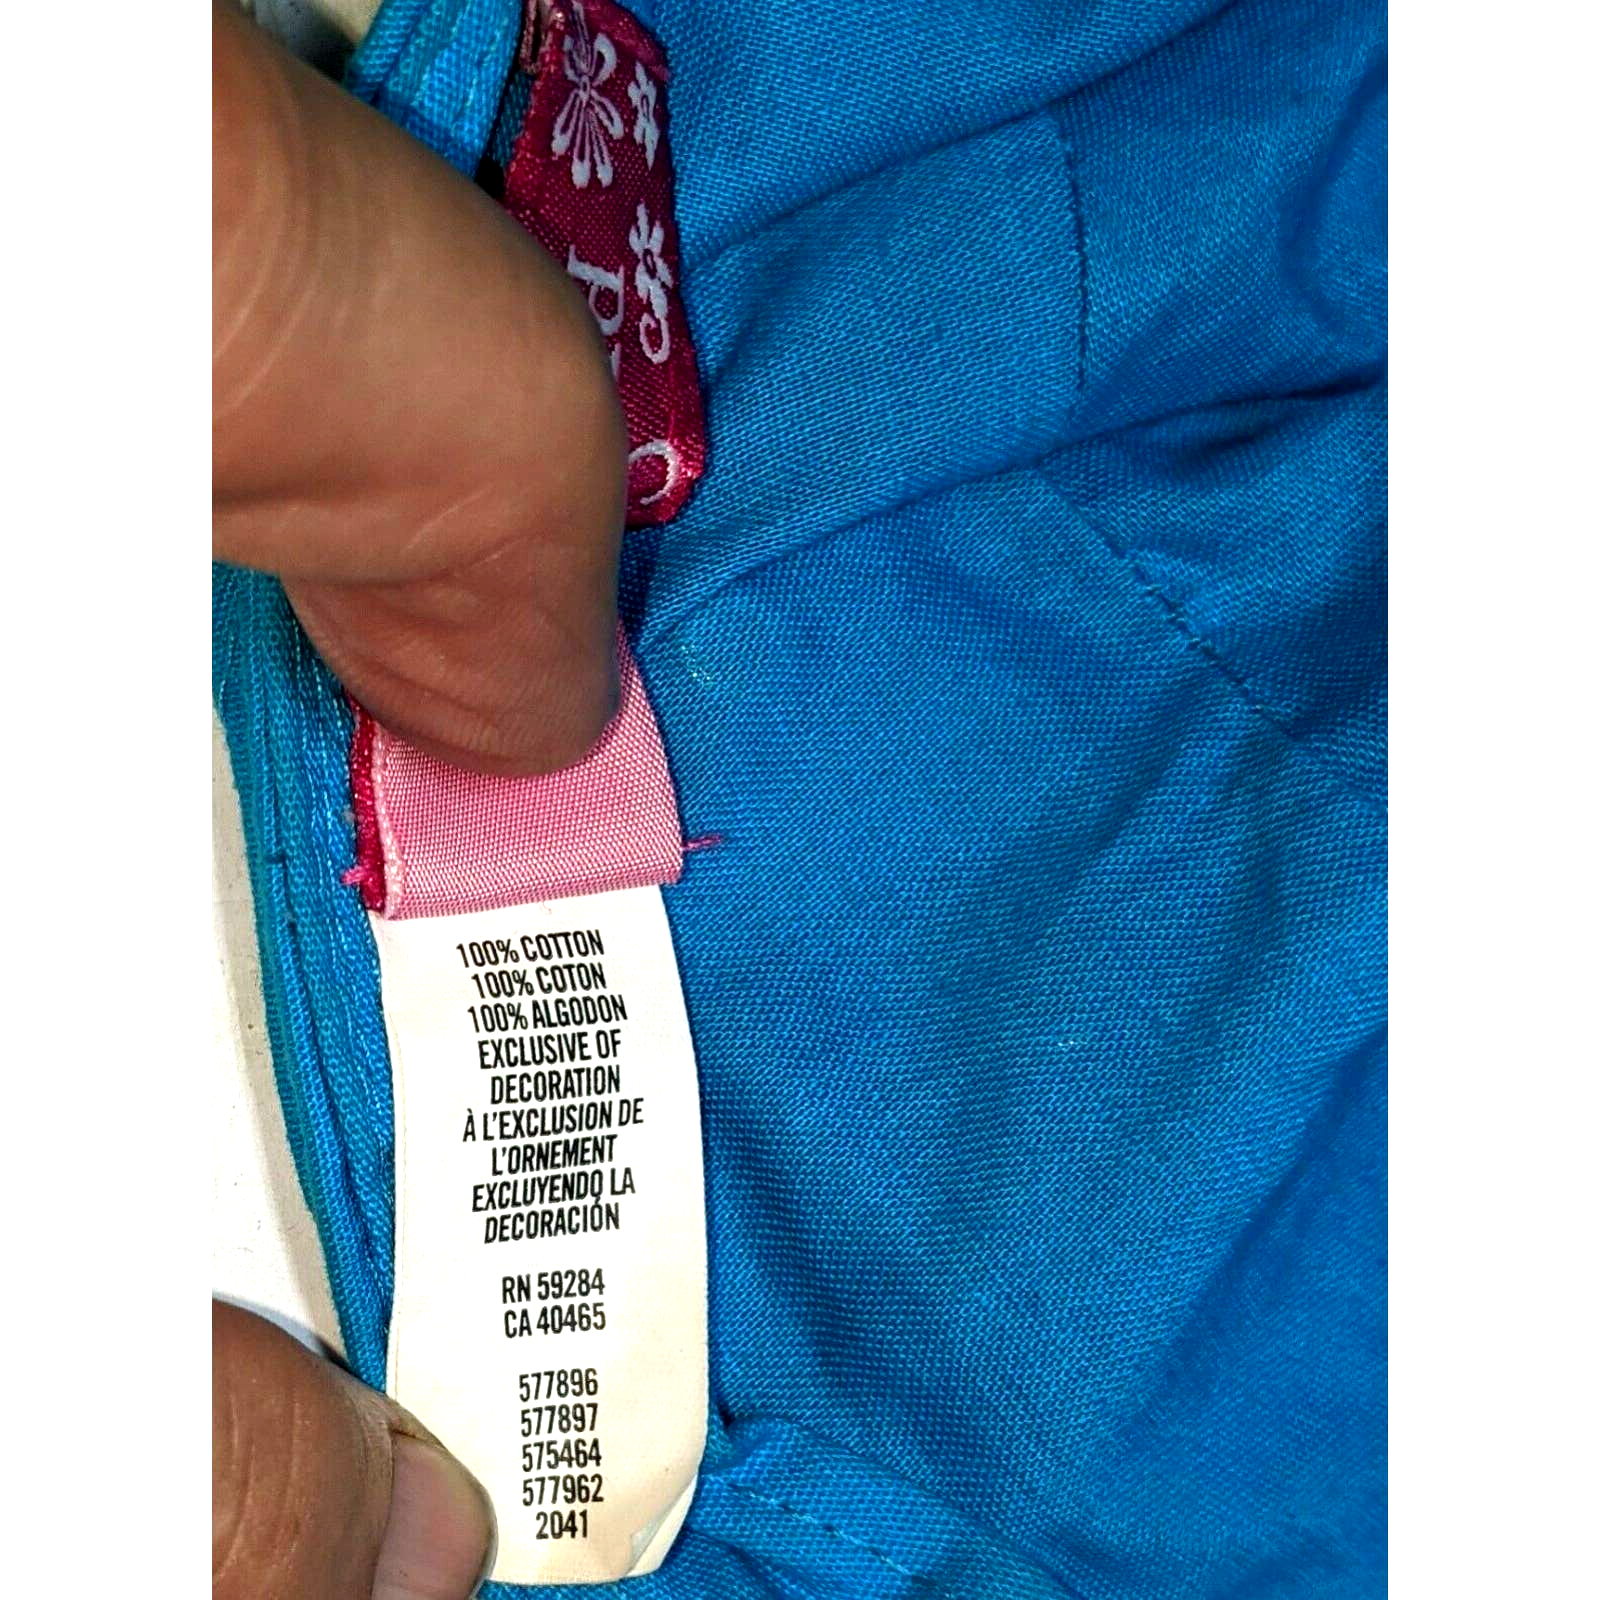 100% COTTON
100% COTON
100% ALGODON
EXCLUSIVE OF
DECORATION
À L'EXCLUSION DE
L'ORNEMENT
EXCLUYENDO LA
DECORACIÓN
RN 59284
CA 40465
577896
577897
575464
577962
2041